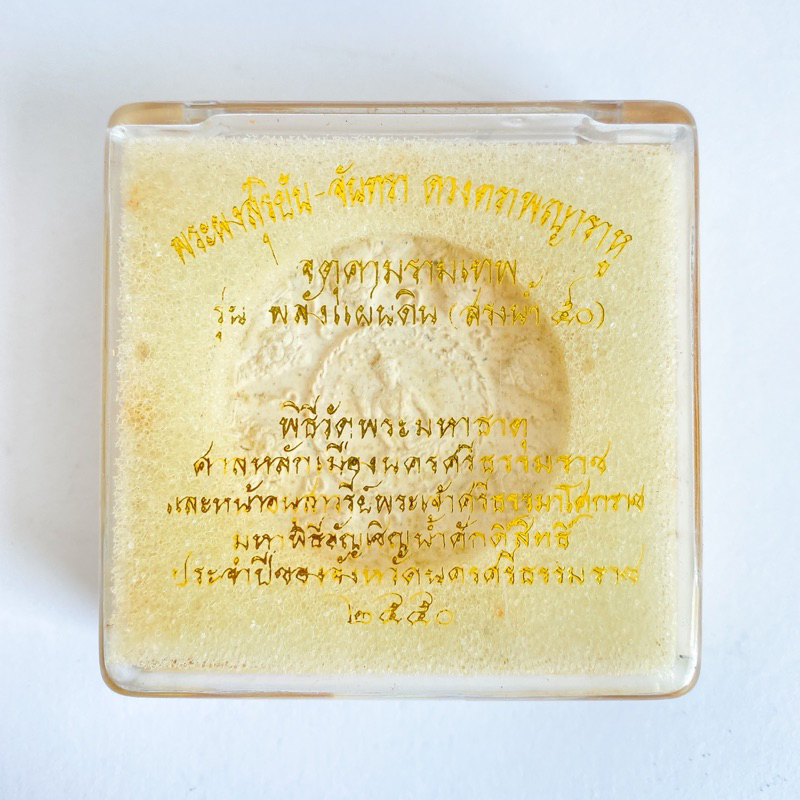 พระผงสุริยัน-จันทรา ดวงตราพญาราหู
จตุคามรามเทพ
รุ่น พลังแผ่นดิน (สรงน้ำ ๕๐)
พิธีวัดพระมหาธาตุ
ศาลหลักเมืองนครศรีธรรมราช
และหน้าอนุสาวรีย์พระเจ้าศรีธรรมาโศกราช
มหาพิธีอัญเชิญน้ำศักดิ์สิทธิ์
ประจำปีของจังหวัดนครศรีธรรมราช
๒๕๕๐